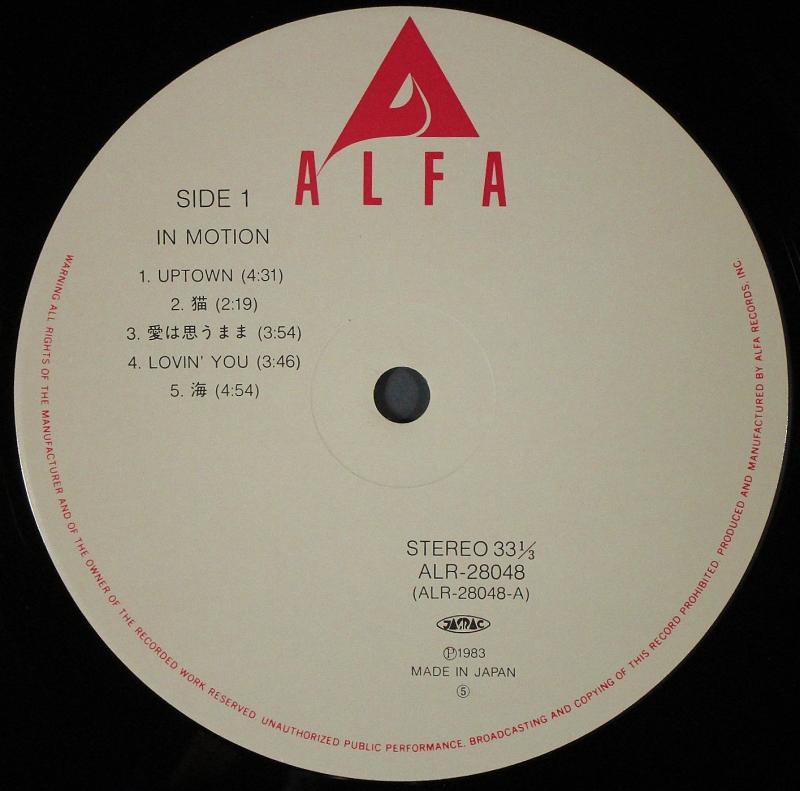 ALFA
SIDE 1
IN MOTION
1. UPTOWN (4:31)
2. 猫 (2:19)
3. 愛は思うまま (3:54)
4. LOVIN' YOU (3:46)
5. 海 (4:54)
STEREO 33⅓
ALR-28048
(ALR-28048-A)
JASRAC
Ⓟ1983
MADE IN JAPAN
⑤
WARNING ALL RIGHTS OF THE MANUFACTURER AND OF THE OWNER OF THE RECORDED WORK RESERVED. UNAUTHORIZED PUBLIC PERFORMANCE, BROADCASTING AND COPYING OF THIS RECORD PROHIBITED. PRODUCED AND MANUFACTURED BY ALFA RECORDS, INC.